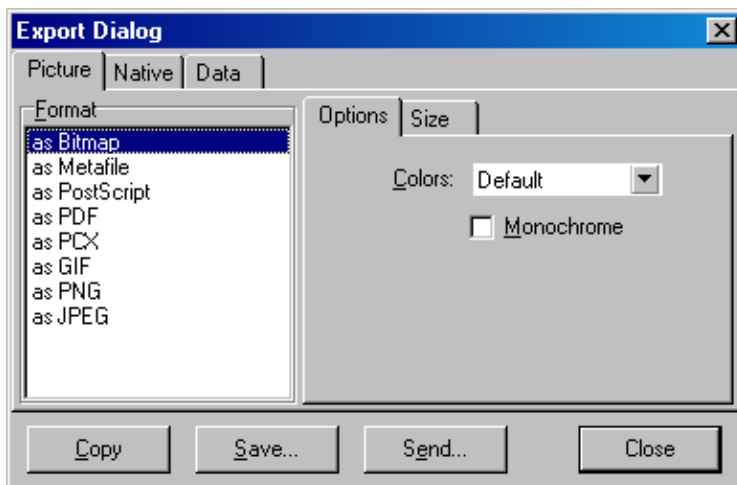 Export Dialog
Picture Native Data
Format
as Bitmap
as Metafile
as PostScript
as PDF
as PCX
as GIF
as PNG
as JPEG
Options Size
Colors: Default
Monochrome
Copy Save... Send... Close